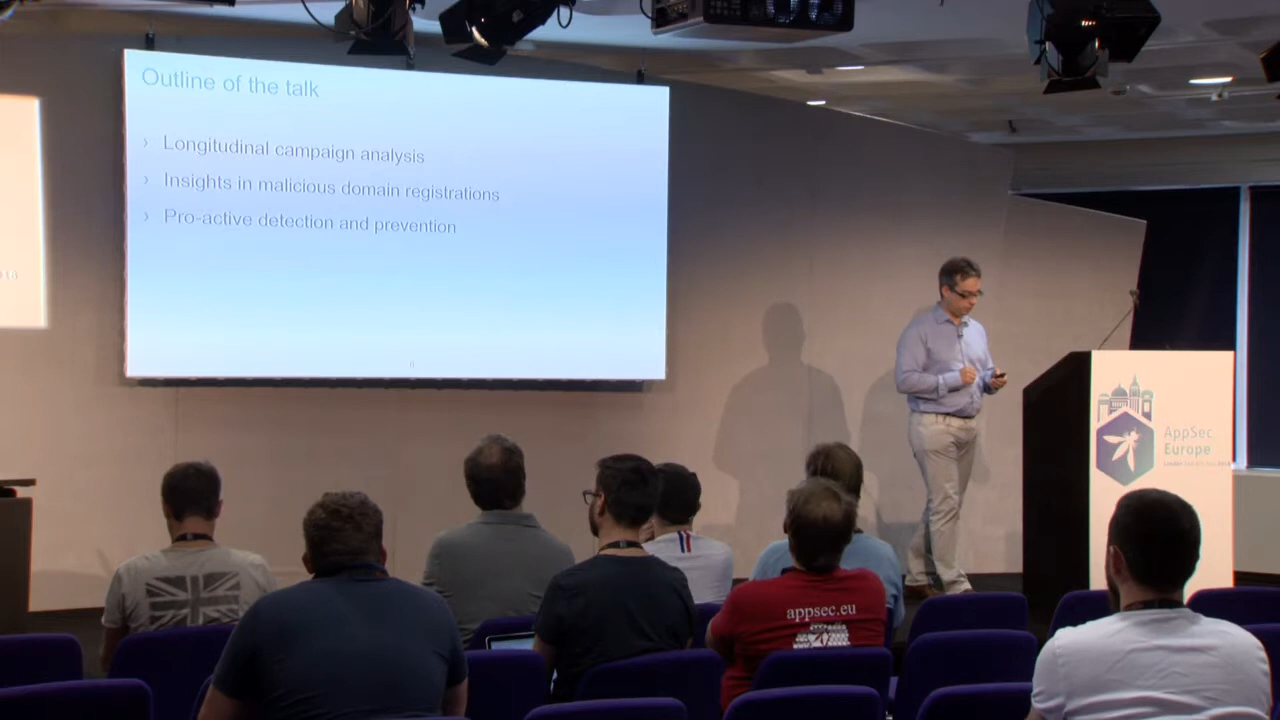 Outline of the talk
› Longitudinal campaign analysis
› Insights in malicious domain registrations
› Pro-active detection and prevention
AppSec
Europe
appsec.eu